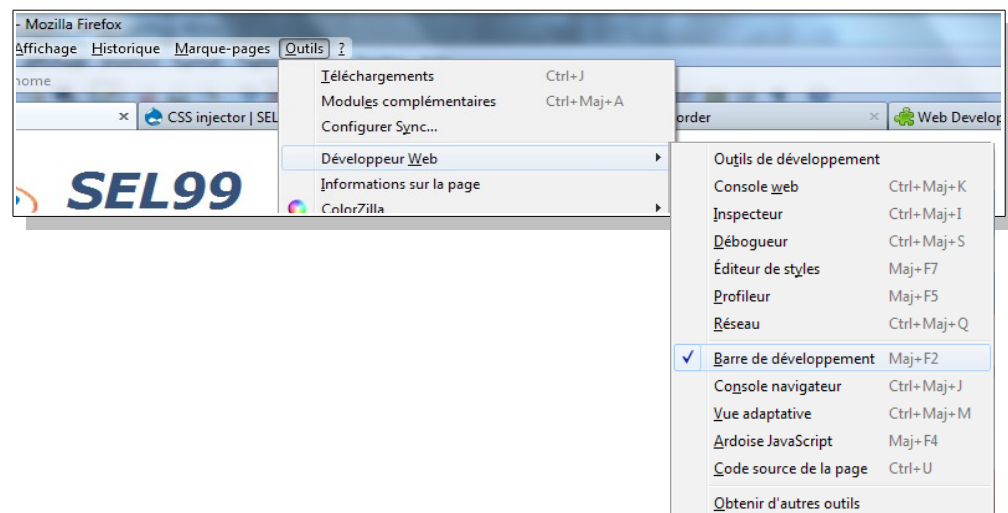 - Mozilla Firefox
Affichage Historique Marque-pages Outils ?
home
Téléchargements Ctrl+J
Modules complémentaires Ctrl+Maj+A
Configurer Sync...
CSS injector | SEL
order
Web Develop
Développeur Web
Informations sur la page
ColorZilla
SEL99
Outils de développement
Console web Ctrl+Maj+K
Inspecteur Ctrl+Maj+I
Débogueur Ctrl+Maj+S
Éditeur de styles Maj+F7
Profileur Maj+F5
Réseau Ctrl+Maj+Q
Barre de développement Maj+F2
Console navigateur Ctrl+Maj+J
Vue adaptative Ctrl+Maj+M
Ardoise JavaScript Maj+F4
Code source de la page Ctrl+U
Obtenir d'autres outils